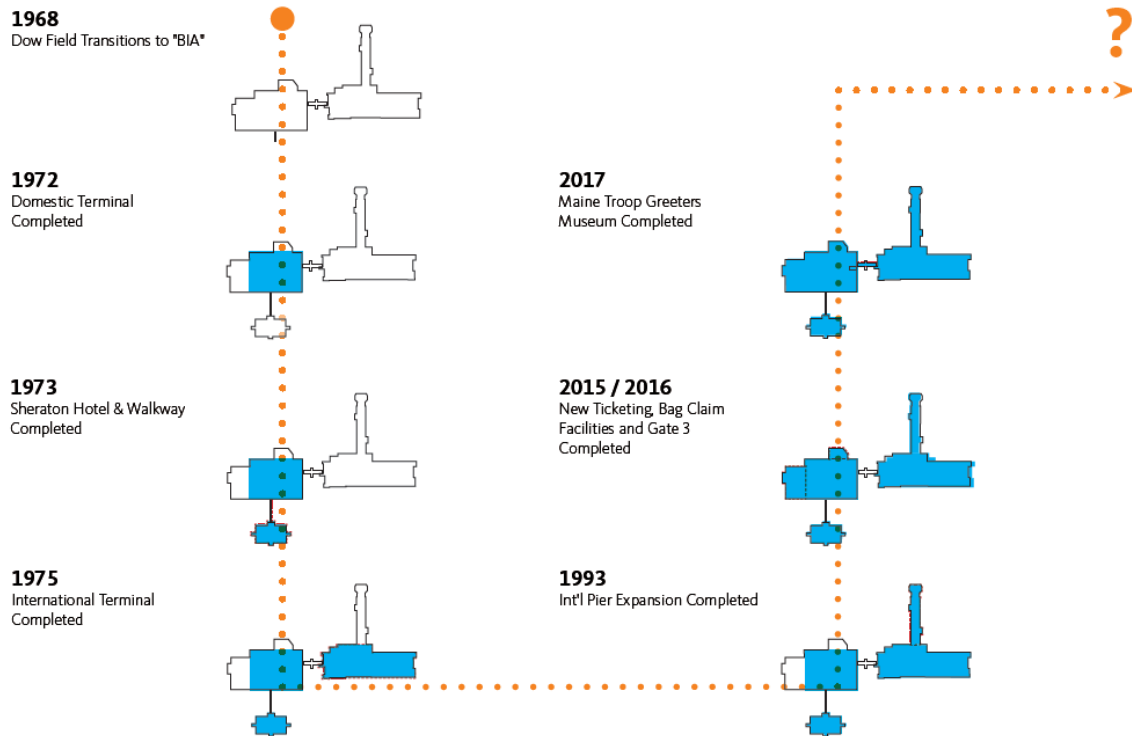 1968
Dow Field Transitions to "BIA"
1972
Domestic Terminal
Completed
1973
Sheraton Hotel & Walkway
Completed
1975
International Terminal
Completed
1993
Int'l Pier Expansion Completed
2015 / 2016
New Ticketing, Bag Claim
Facilities and Gate 3
Completed
2017
Maine Troop Greeters
Museum Completed
?